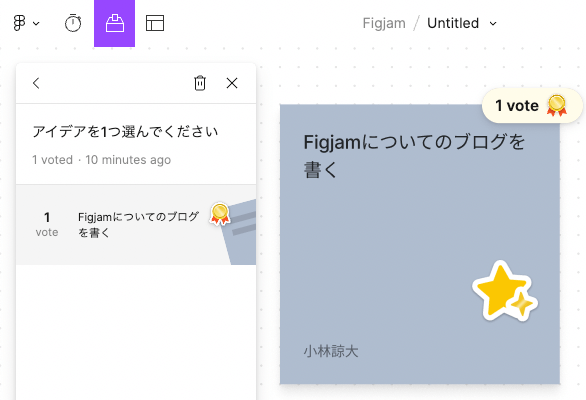 Figjam / Untitled
アイデアを1つ選んでください
1 voted · 10 minutes ago
1
vote
Figjamについてのブログ
を書く
1 vote
Figjamについてのブログを
書く
小林諒大